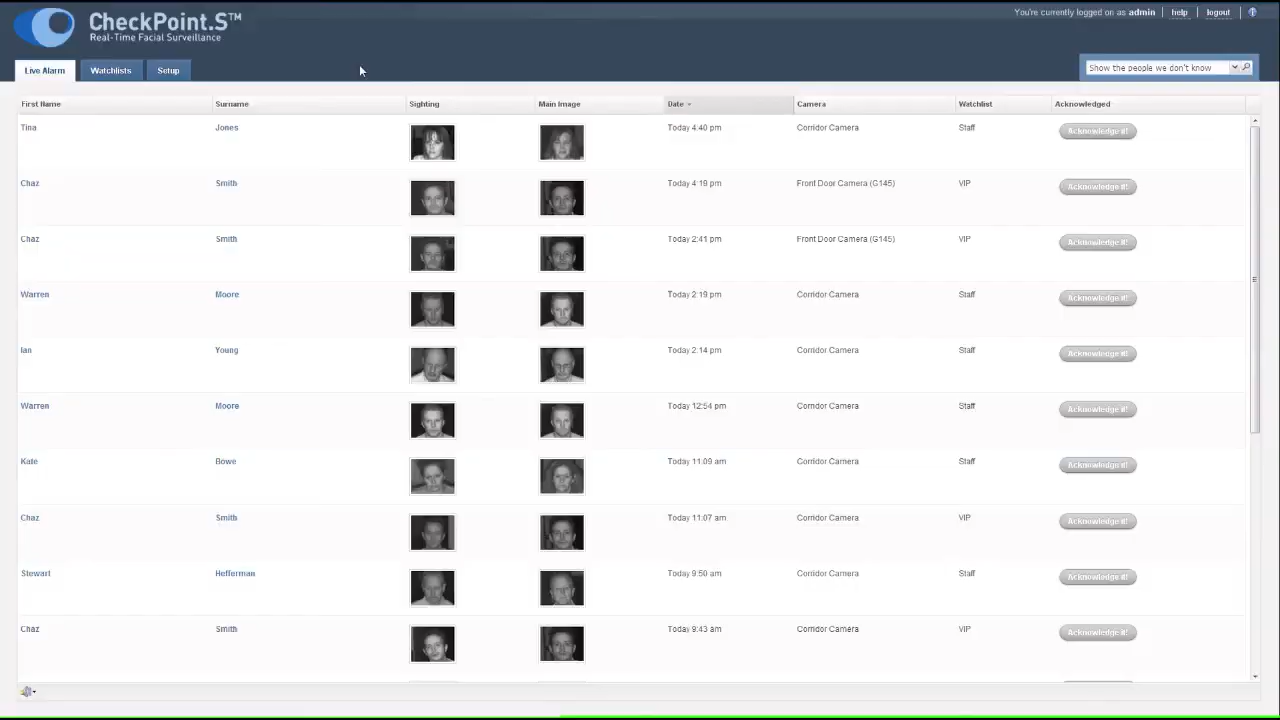 CheckPoint.S™
Real-Time Facial Surveillance
You're currently logged on as admin | help | logout |
Live Alarm Watchlists Setup
Show the people we don't know
First Name Surname Sighting Main Image Date Camera Watchlist Acknowledged
Tina Jones Today 4:40 pm Corridor Camera Staff Acknowledge it!
Chaz Smith Today 4:19 pm Front Door Camera (G145) VIP Acknowledge it!
Chaz Smith Today 2:41 pm Front Door Camera (G145) VIP Acknowledge it!
Warren Moore Today 2:19 pm Corridor Camera Staff Acknowledge it!
Ian Young Today 2:14 pm Corridor Camera Staff Acknowledge it!
Warren Moore Today 12:54 pm Corridor Camera Staff Acknowledge it!
Kate Bowe Today 11:09 am Corridor Camera Staff Acknowledge it!
Chaz Smith Today 11:07 am Corridor Camera VIP Acknowledge it!
Stewart Hefferman Today 9:50 am Corridor Camera Staff Acknowledge it!
Chaz Smith Today 9:43 am Corridor Camera VIP Acknowledge it!